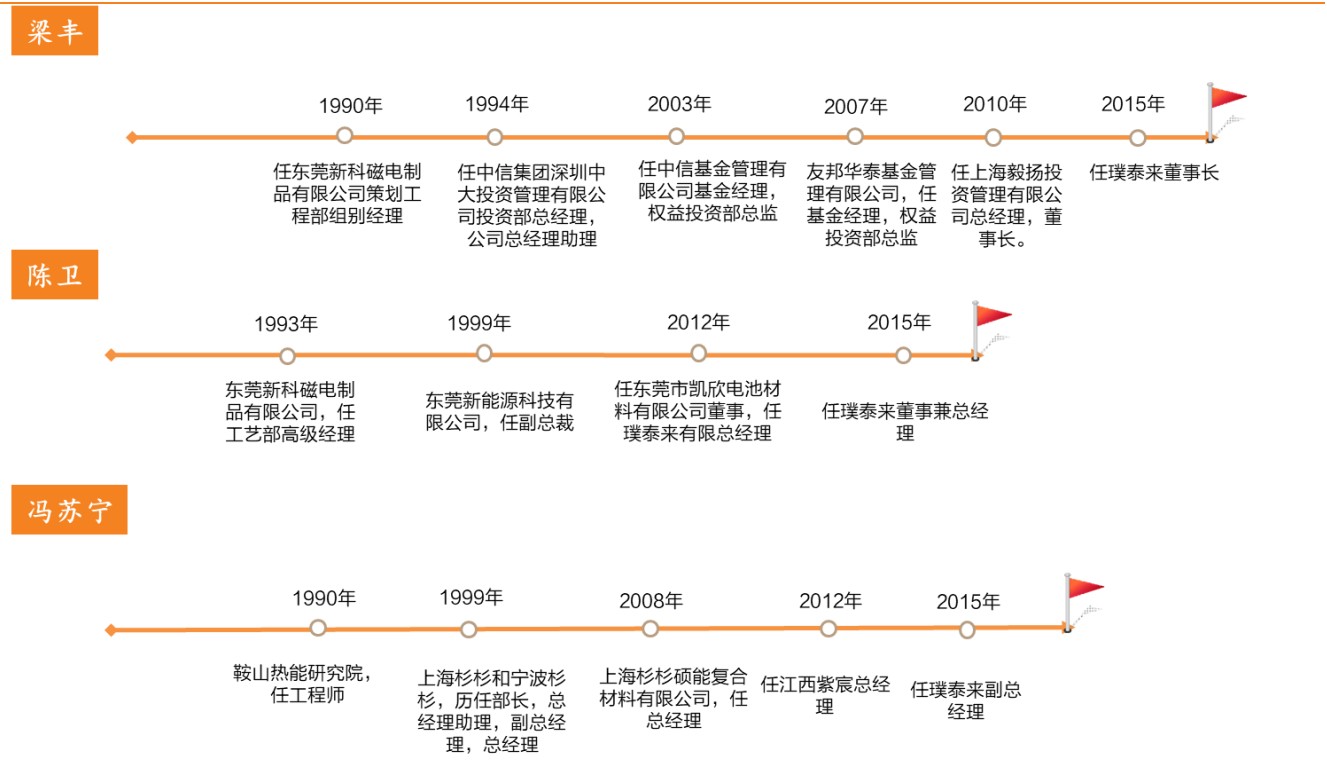 梁丰
1990年
1994年
2003年
2007年
2010年
2015年
任东莞新科磁电制
品有限公司策划工
程部组别经理
任中信集团深圳中
大投资管理有限公
司投资部总经理，
公司总经理助理
任中信基金管理有
限公司基金经理，
权益投资部总监
友邦华泰基金管
理有限公司，任
基金经理，权益
投资部总监
任上海毅扬投
资管理有限公
司总经理，董
事长。
任璞泰来董事长
陈卫
1993年
1999年
2012年
2015年
东莞新科磁电制
品有限公司，任
工艺部高级经理
东莞新能源科技有
限公司，任副总裁
任东莞市凯欣电池材
料有限公司董事，任
璞泰来有限总经理
任璞泰来董事兼总经
理
冯苏宁
1990年
1999年
2008年
2012年
2015年
鞍山热能研究院，
任工程师
上海杉杉和宁波杉
杉，历任部长，总
经理助理，副总经
理，总经理
上海杉杉硕能复合
材料有限公司，任
总经理
任江西紫宸总经
理
任璞泰来副总
经理